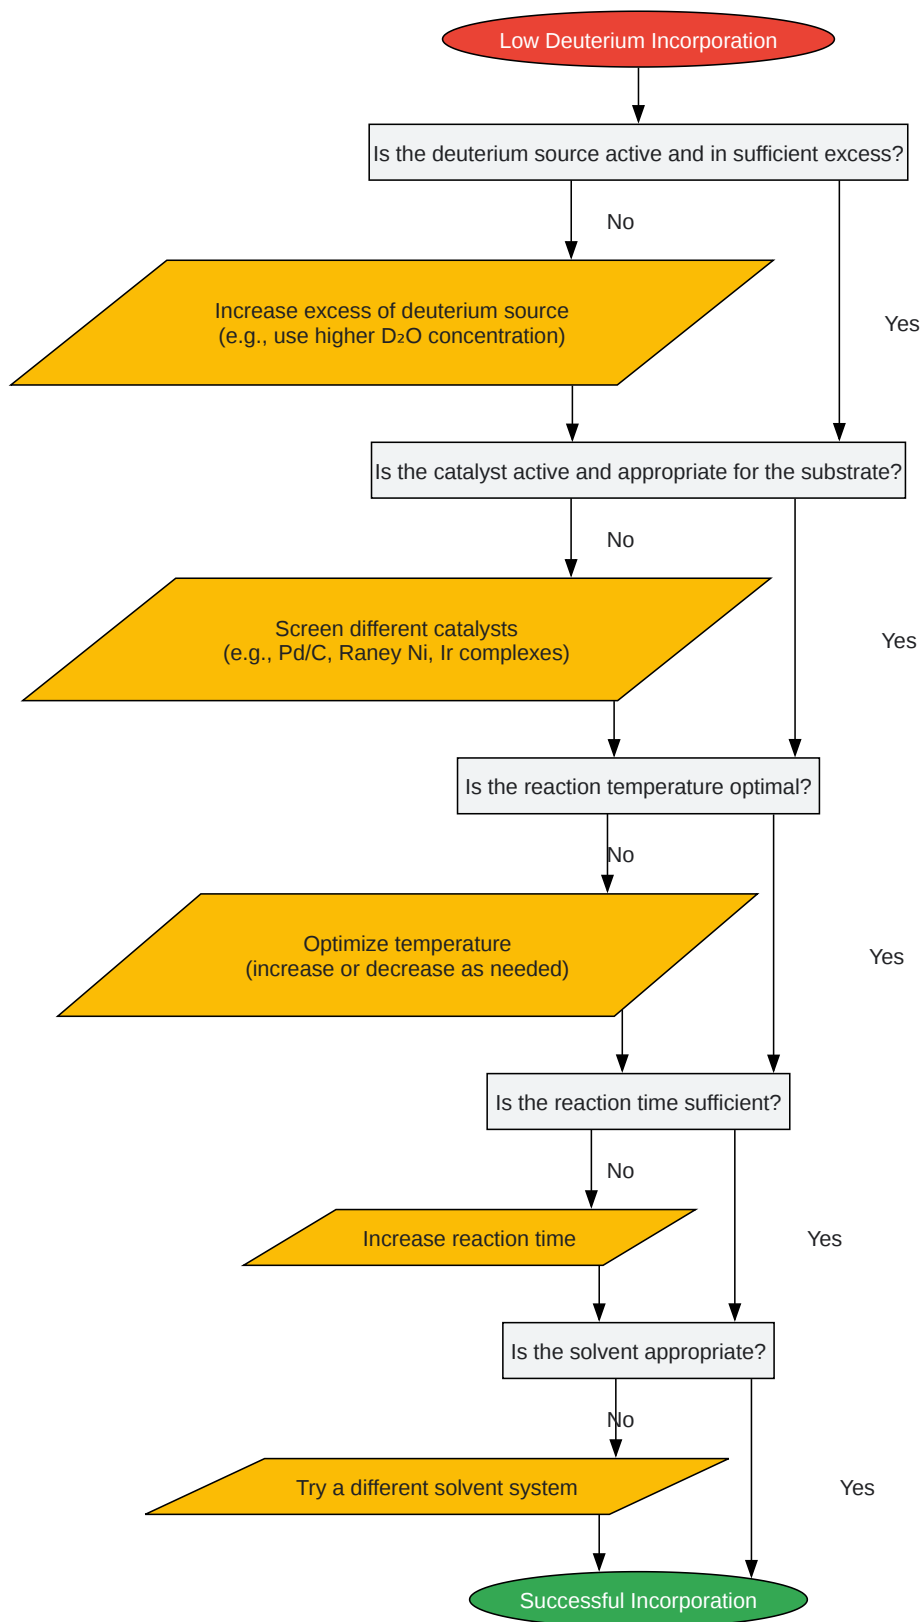 Low Deuterium Incorporation
Is the deuterium source active and in sufficient excess?
No
Increase excess of deuterium source
(e.g., use higher D₂O concentration)
Yes
Is the catalyst active and appropriate for the substrate?
No
Screen different catalysts
(e.g., Pd/C, Raney Ni, Ir complexes)
Yes
Is the reaction temperature optimal?
No
Optimize temperature
(increase or decrease as needed)
Yes
Is the reaction time sufficient?
No
Increase reaction time
Yes
Is the solvent appropriate?
No
Try a different solvent system
Yes
Successful Incorporation